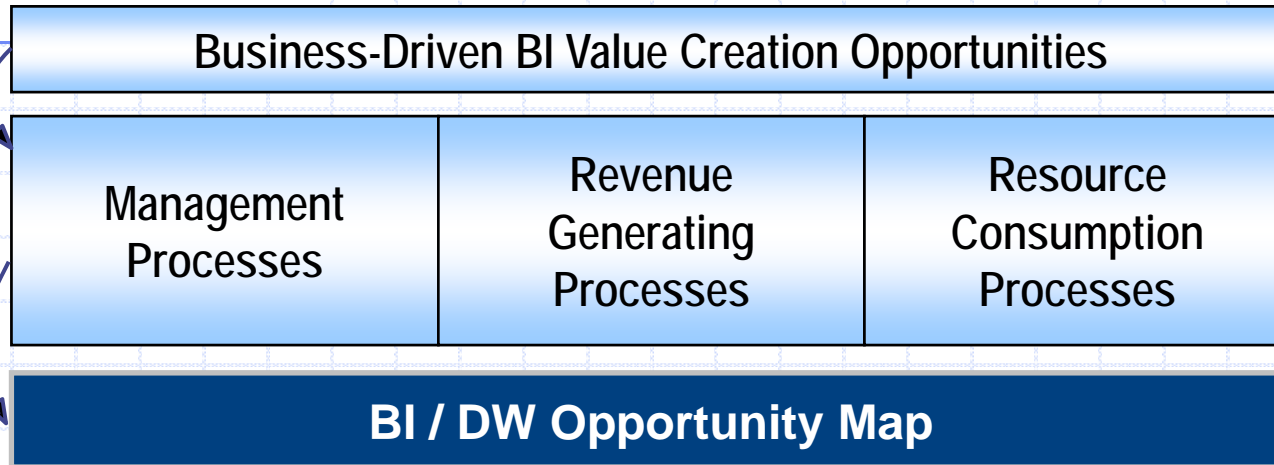 Business-Driven BI Value Creation Opportunities
Management
Processes
Revenue
Generating
Processes
Resource
Consumption
Processes
BI / DW Opportunity Map